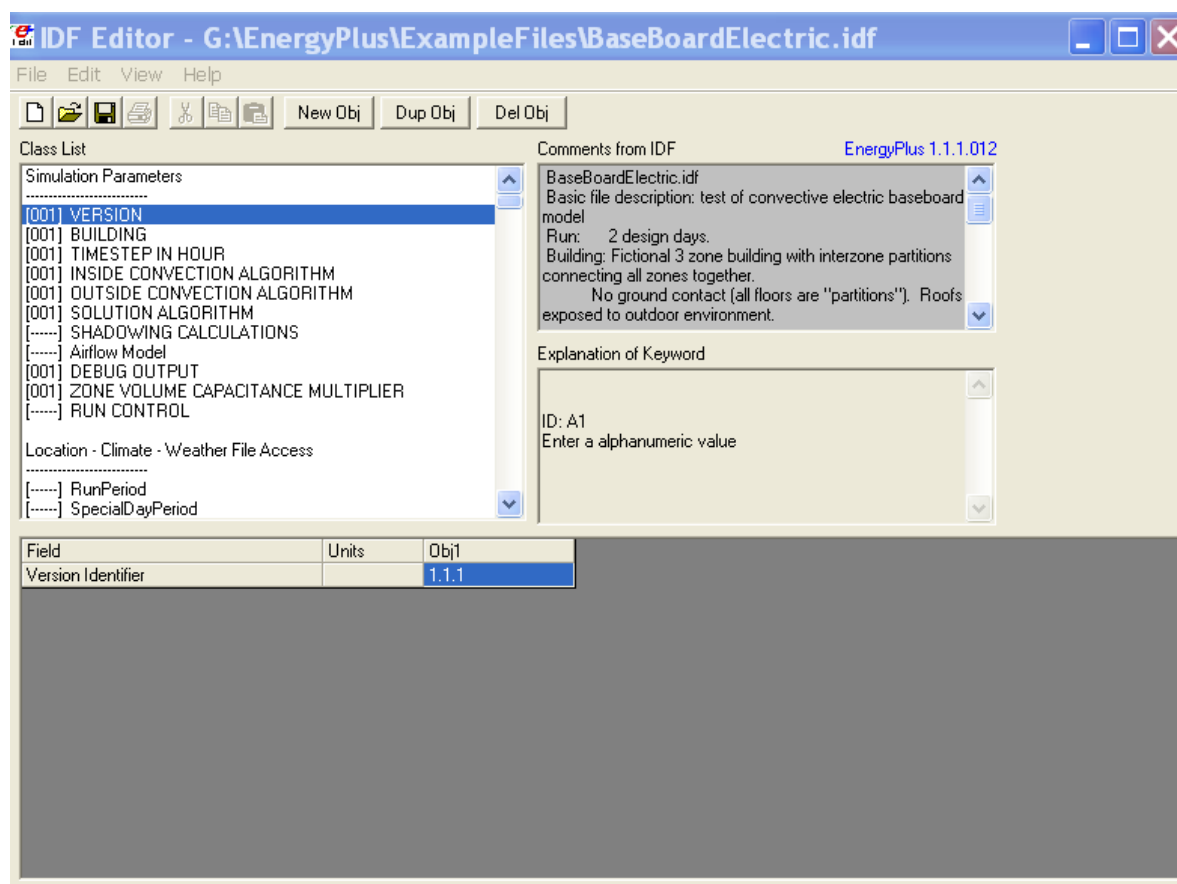 IDF Editor - G:\EnergyPlus\ExampleFiles\BaseBoardElectric.idf
File Edit View Help
New Obj Dup Obj Del Obj
Class List
Simulation Parameters
---------------------------
[001] VERSION
[001] BUILDING
[001] TIMESTEP IN HOUR
[001] INSIDE CONVECTION ALGORITHM
[001] OUTSIDE CONVECTION ALGORITHM
[001] SOLUTION ALGORITHM
[------] SHADOWING CALCULATIONS
[------] Airflow Model
[001] DEBUG OUTPUT
[001] ZONE VOLUME CAPACITANCE MULTIPLIER
[------] RUN CONTROL
Location - Climate - Weather File Access
---------------------------
[------] RunPeriod
[------] SpecialDayPeriod
Comments from IDF EnergyPlus 1.1.1.012
BaseBoardElectric.idf
Basic file description: test of convective electric baseboard
model
Run: 2 design days.
Building: Fictional 3 zone building with interzone partitions
connecting all zones together.
No ground contact (all floors are "partitions"). Roofs
exposed to outdoor environment.
Explanation of Keyword
ID: A1
Enter a alphanumeric value
Field Units Obj1
Version Identifier 1.1.1